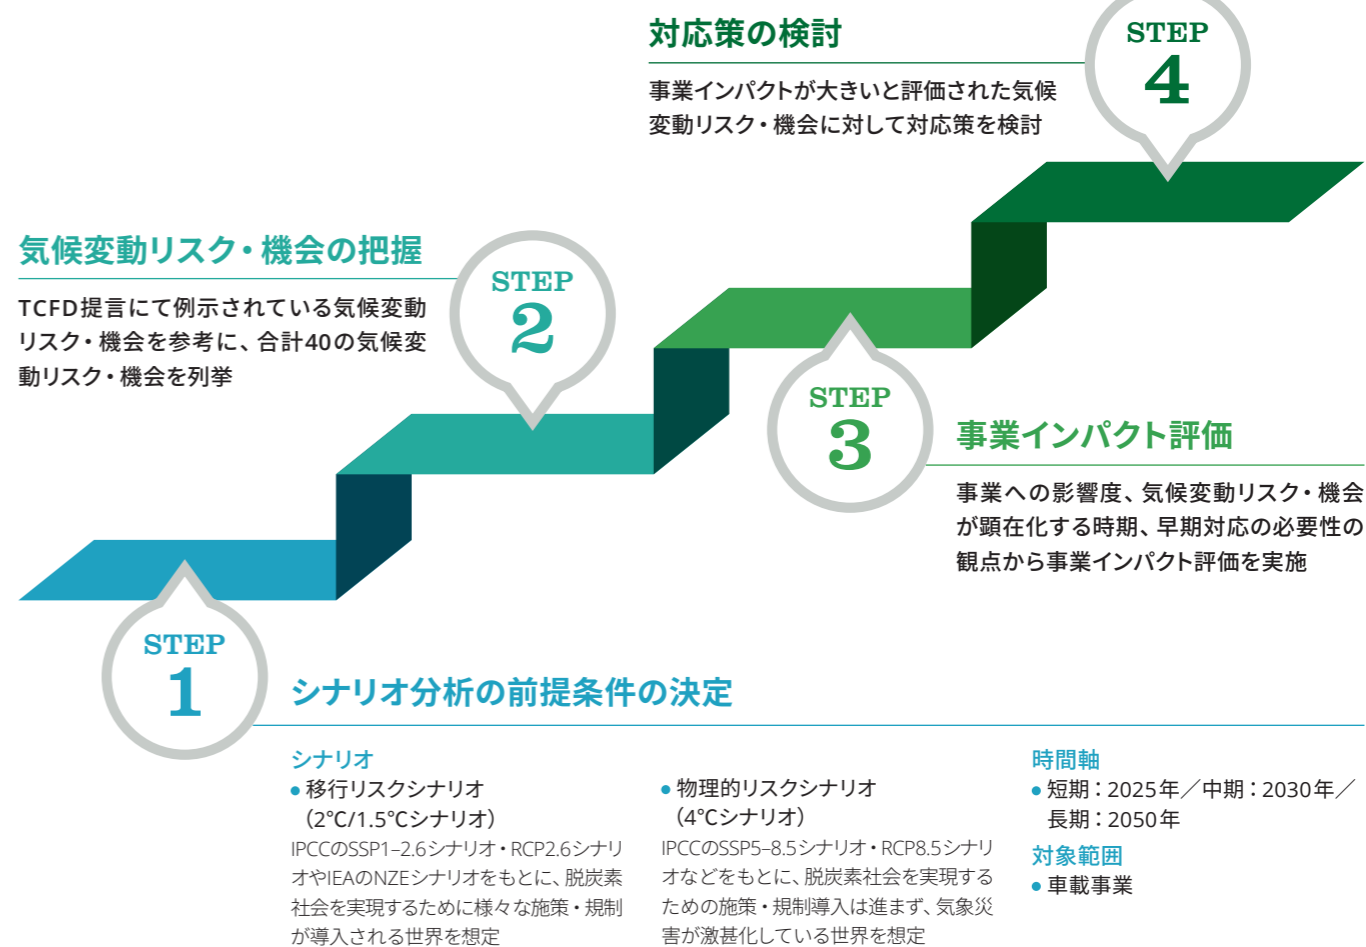 対応策の検討
事業インパクトが大きいと評価された気候
変動リスク・機会に対して対応策を検討
STEP
4
気候変動リスク・機会の把握
TCFD提言にて例示されている気候変動
リスク・機会を参考に、合計40の気候変
動リスク・機会を列挙
STEP
2
STEP
3
事業インパクト評価
事業への影響度、気候変動リスク・機会
が顕在化する時期、早期対応の必要性の
観点から事業インパクト評価を実施
STEP
1
シナリオ分析の前提条件の決定
シナリオ
• 移行リスクシナリオ
（2℃/1.5℃シナリオ）
IPCCのSSP1–2.6シナリオ・RCP2.6シナリ
オやIEAのNZEシナリオをもとに、脱炭素
社会を実現するために様々な施策・規制
が導入される世界を想定
• 物理的リスクシナリオ
（4℃シナリオ）
IPCCのSSP5–8.5シナリオ・RCP8.5シナリ
オなどをもとに、脱炭素社会を実現する
ための施策・規制導入は進まず、気象災
害が激甚化している世界を想定
時間軸
• 短期：2025年／中期：2030年／
長期：2050年
対象範囲
• 車載事業